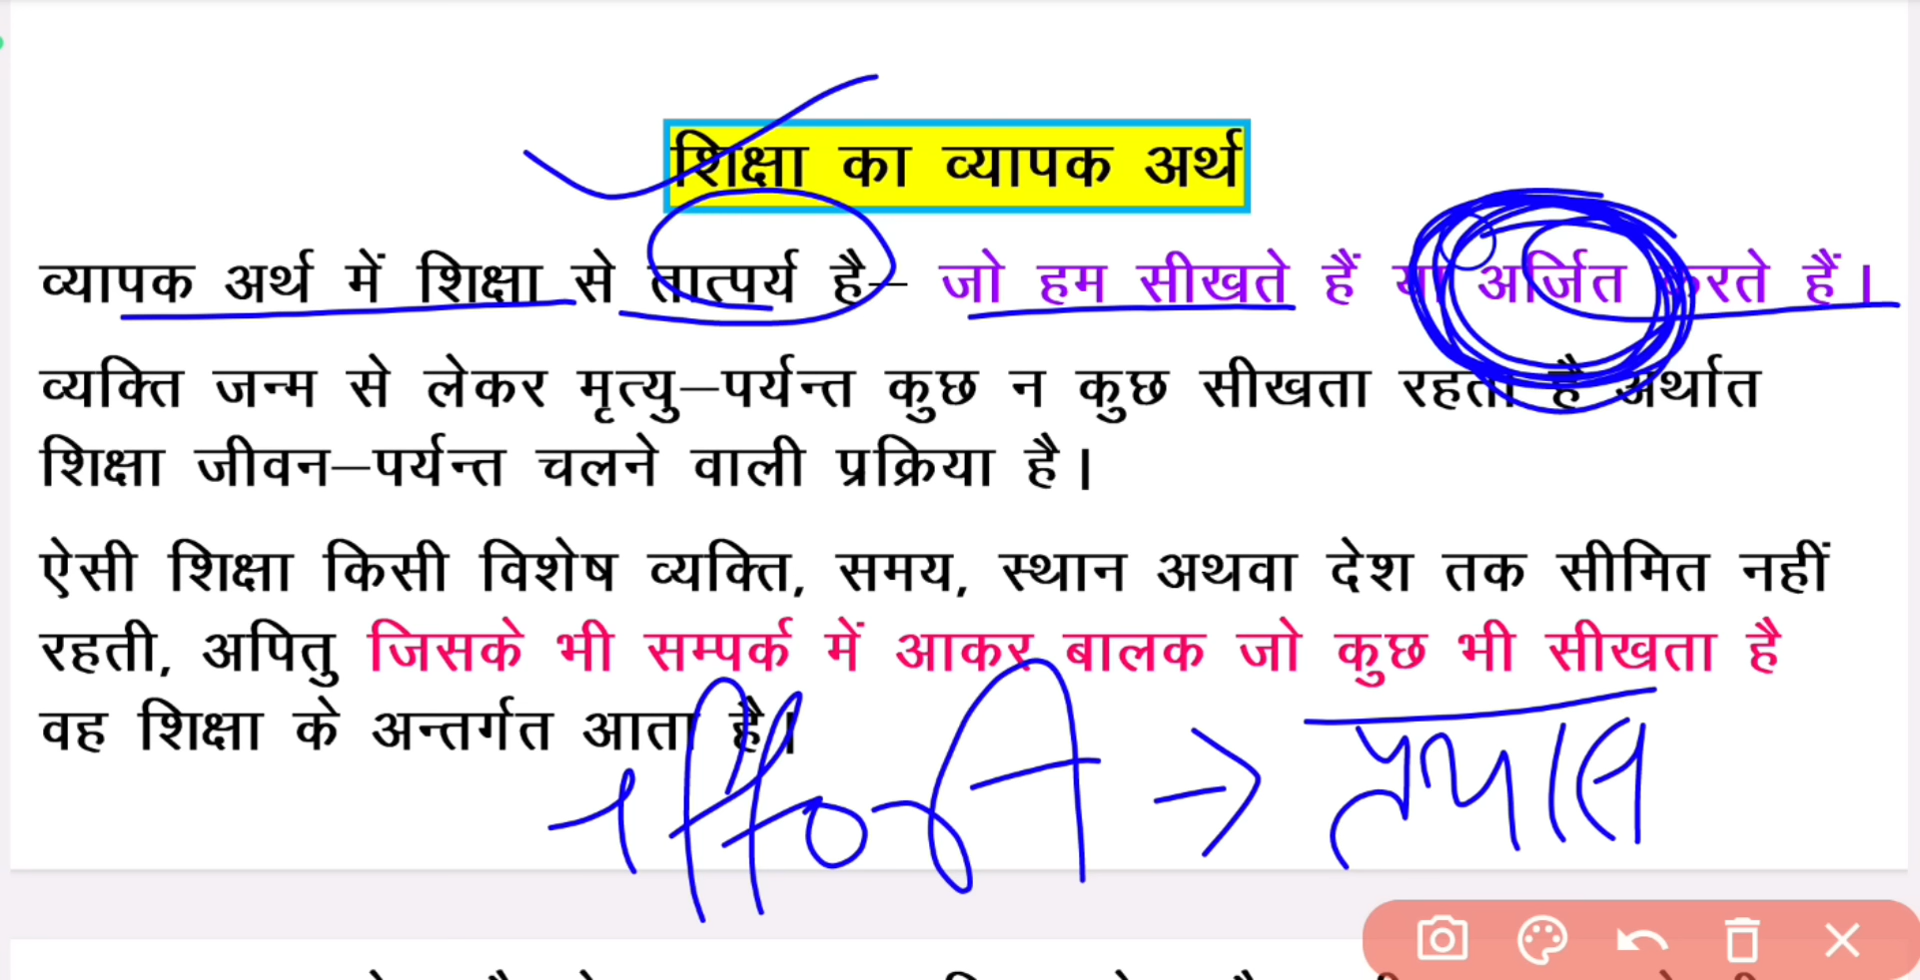 शिक्षा का व्यापक अर्थ
व्यापक अर्थ में शिक्षा से तात्पर्य है– जो हम सीखते हैं या अर्जित करते हैं।
व्यक्ति जन्म से लेकर मृत्यु–पर्यन्त कुछ न कुछ सीखता रहता है अर्थात
शिक्षा जीवन–पर्यन्त चलने वाली प्रक्रिया है।
ऐसी शिक्षा किसी विशेष व्यक्ति, समय, स्थान अथवा देश तक सीमित नहीं
रहती, अपितु जिसके भी सम्पर्क में आकर बालक जो कुछ भी सीखता है
वह शिक्षा के अन्तर्गत आता है।
effort → प्रयास